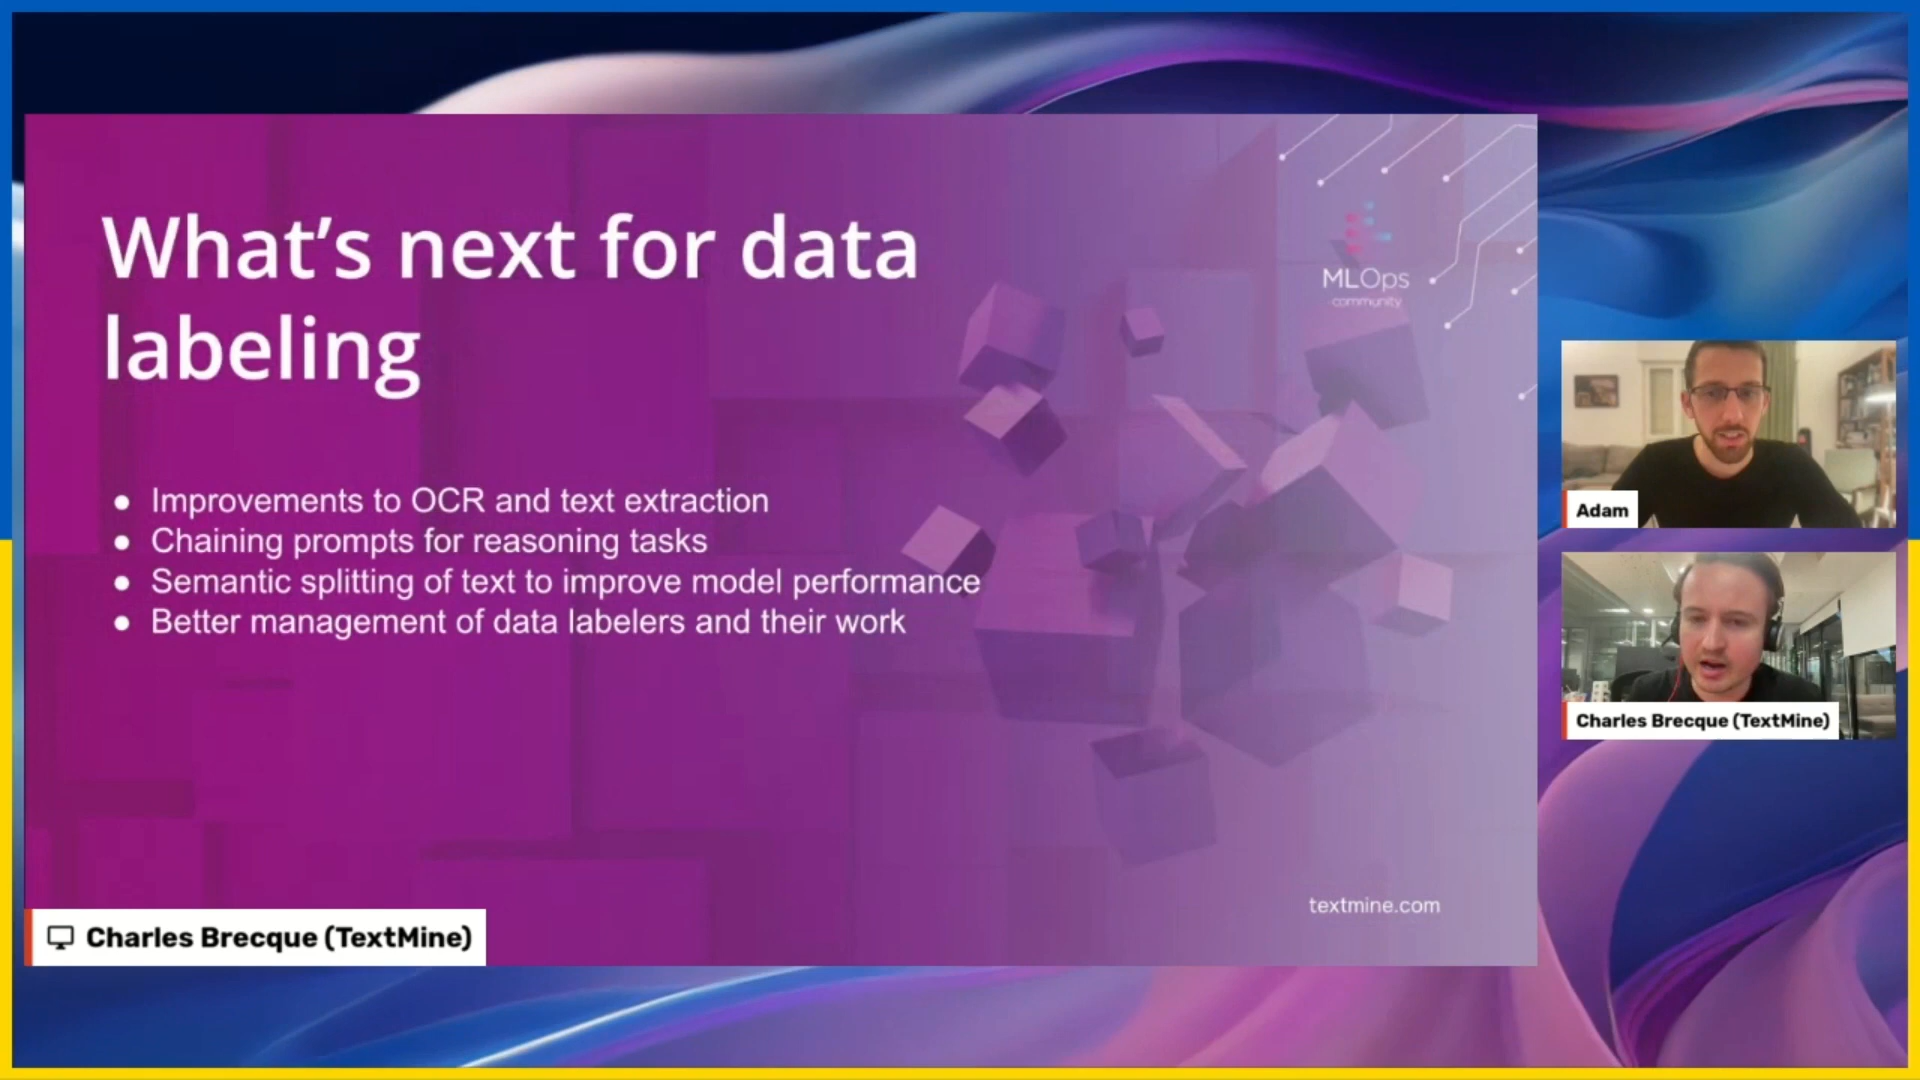 What's next for data
labeling
MLOps
community
● Improvements to OCR and text extraction
● Chaining prompts for reasoning tasks
● Semantic splitting of text to improve model performance
● Better management of data labelers and their work
textmine.com
Charles Brecque (TextMine)
Adam
Charles Brecque (TextMine)